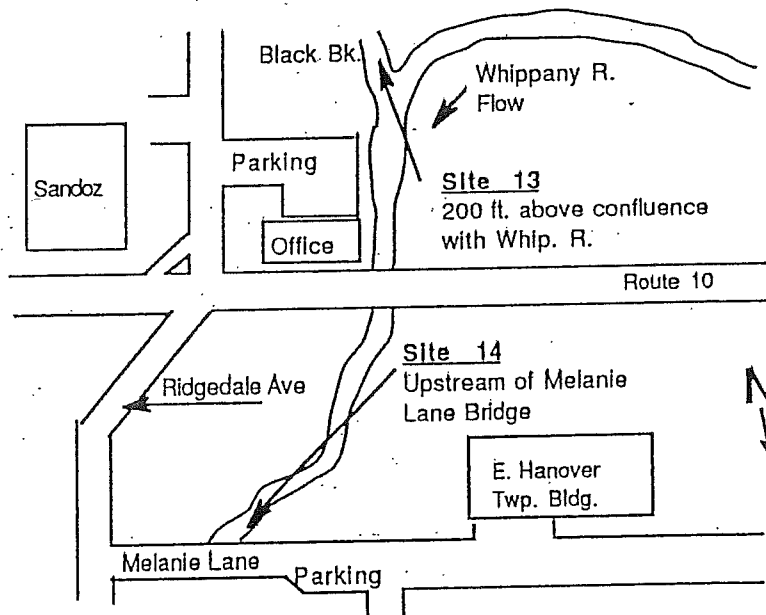 Black Bk.
Whippany R.
Flow
Parking
Sandoz
Site 13
200 ft. above confluence
with Whip. R.
Office
Route 10
Site 14
Upstream of Melanie
Lane Bridge
Ridgedale Ave
N
E. Hanover
Twp. Bldg.
Melanie Lane
Parking